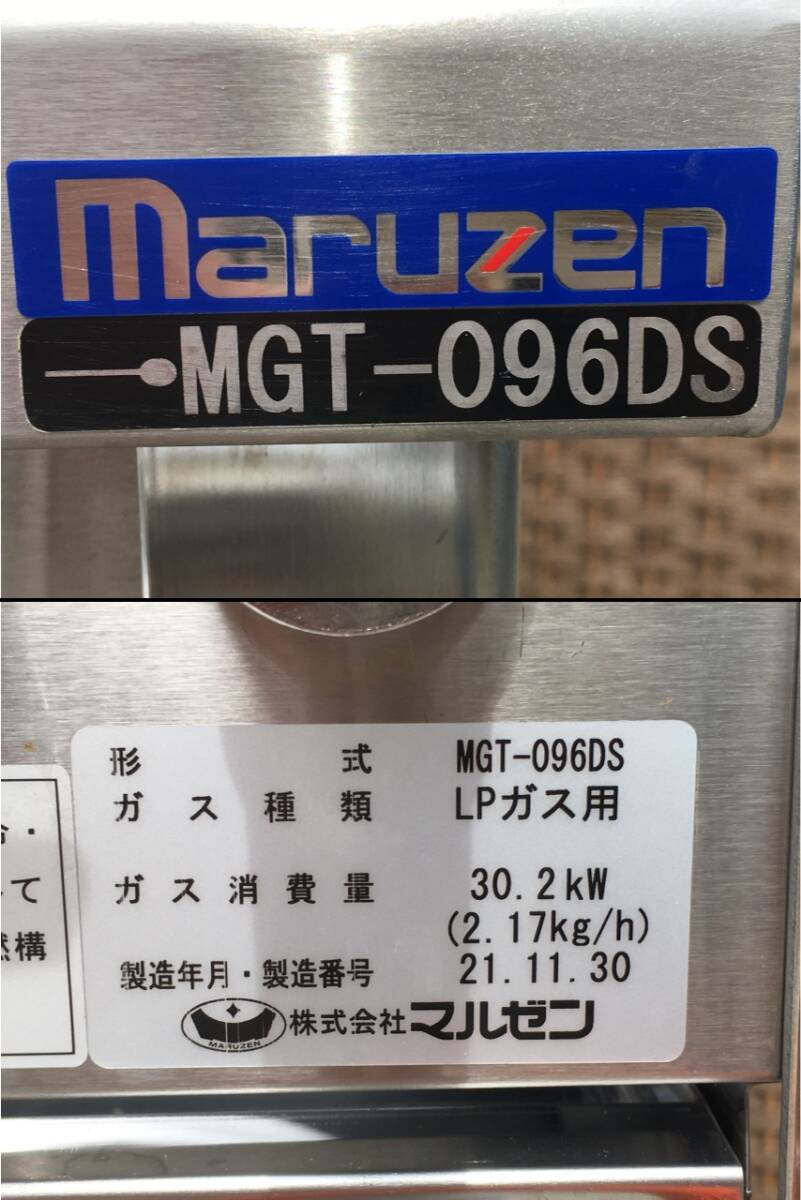 maruzen
MGT-096DS
形式 MGT-096DS
ガス種類 LPガス用
ガス消費量 30.2kW
(2.17kg/h)
製造年月・製造番号 21.11.30
MARUZEN 株式会社マルゼン
・
て
構